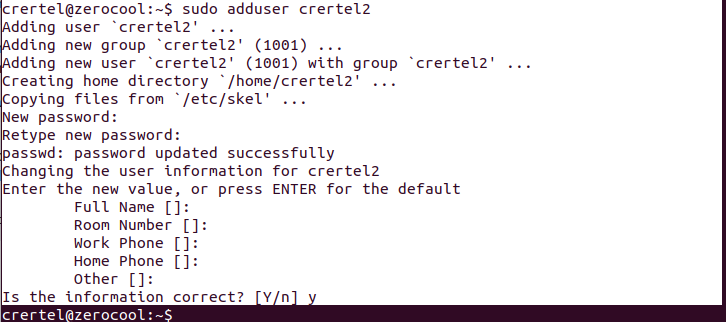 crertel@zerocool:~$ sudo adduser crertel2
Adding user `crertel2' ...
Adding new group `crertel2' (1001) ...
Adding new user `crertel2' (1001) with group `crertel2' ...
Creating home directory `/home/crertel2' ...
Copying files from `/etc/skel' ...
New password:
Retype new password:
passwd: password updated successfully
Changing the user information for crertel2
Enter the new value, or press ENTER for the default
Full Name []:
Room Number []:
Work Phone []:
Home Phone []:
Other []:
Is the information correct? [Y/n] y
crertel@zerocool:~$